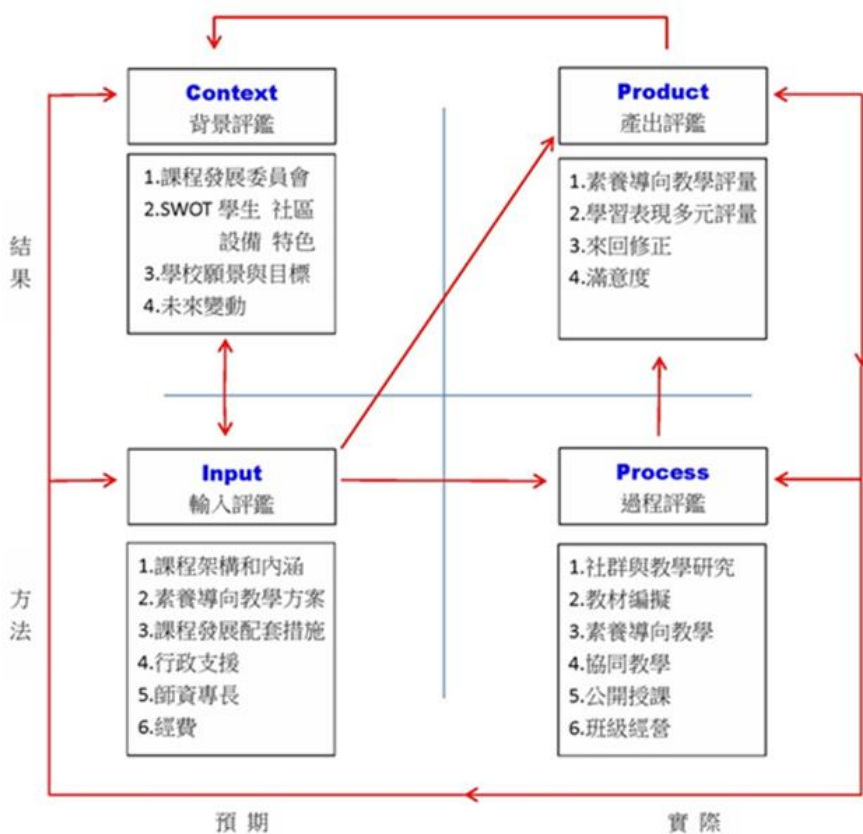 Context
背景評鑑
1.課程發展委員會
2.SWOT 學生 社區
設備 特色
3.學校願景與目標
4.未來變動
Product
產出評鑑
1.素養導向教學評量
2.學習表現多元評量
3.來回修正
4.滿意度
結果
Input
輸入評鑑
1.課程架構和內涵
2.素養導向教學方案
3.課程發展配套措施
4.行政支援
5.師資專長
6.經費
Process
過程評鑑
1.社群與教學研究
2.教材編擬
3.素養導向教學
4.協同教學
5.公開授課
6.班級經營
方法
預期
實際